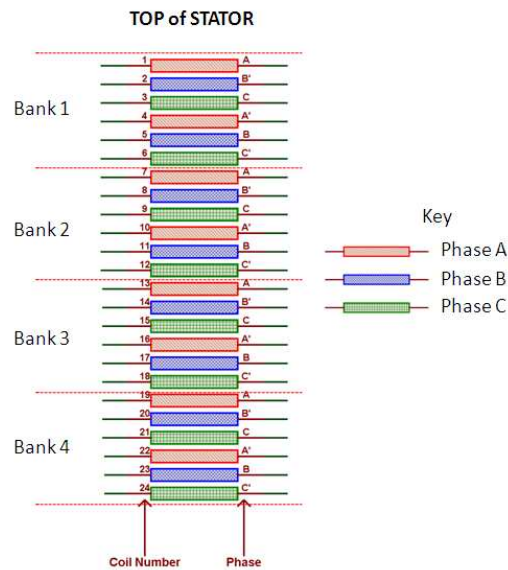 TOP of STATOR
1 A
2 B'
3 C
Bank 1
4 A'
5 B
6 C'
7 A
8 B'
9 C
Bank 2
10 A'
11 B
12 C'
13 A
14 B'
15 C
Bank 3
16 A'
17 B
18 C'
19 A
20 B'
21 C
Bank 4
22 A'
23 B
24 C'
Key
Phase A
Phase B
Phase C
Coil Number
Phase